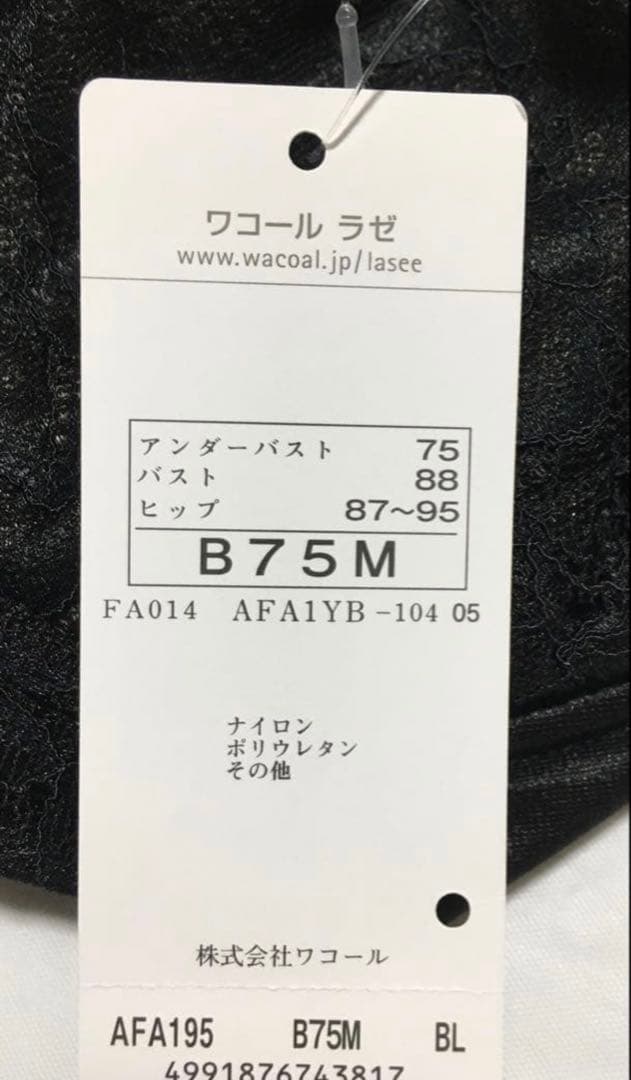 ワコール ラゼ
www.wacoal.jp/lasee
アンダーバスト 75
バスト 88
ヒップ 87〜95
B75M
FA014 AFA1YB-104 05
ナイロン
ポリウレタン
その他
株式会社ワコール
AFA195 B75M BL
4991876743817